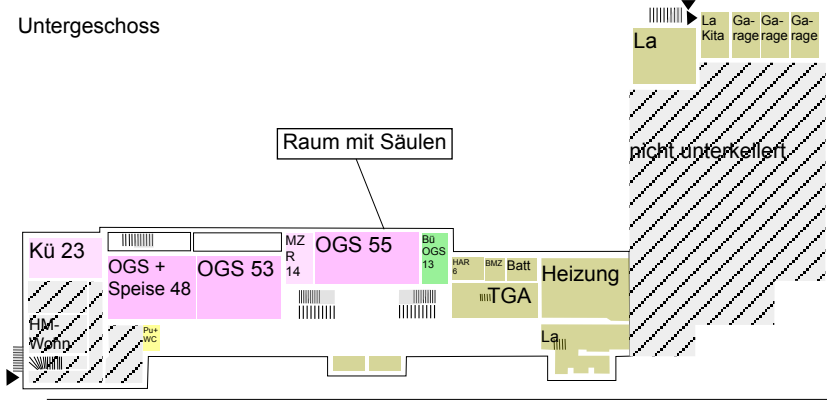 Untergeschoss
La
La
Kita
Ga-
rage
Ga-
rage
Ga-
rage
nicht unterkellert
Raum mit Säulen
Kü 23
OGS +
Speise 48
OGS 53
MZ
R
14
OGS 55
Bü
OGS
13
HAR
6
BMZ
Batt
Heizung
TGA
La
HM-
Wohn
Pu+
WC